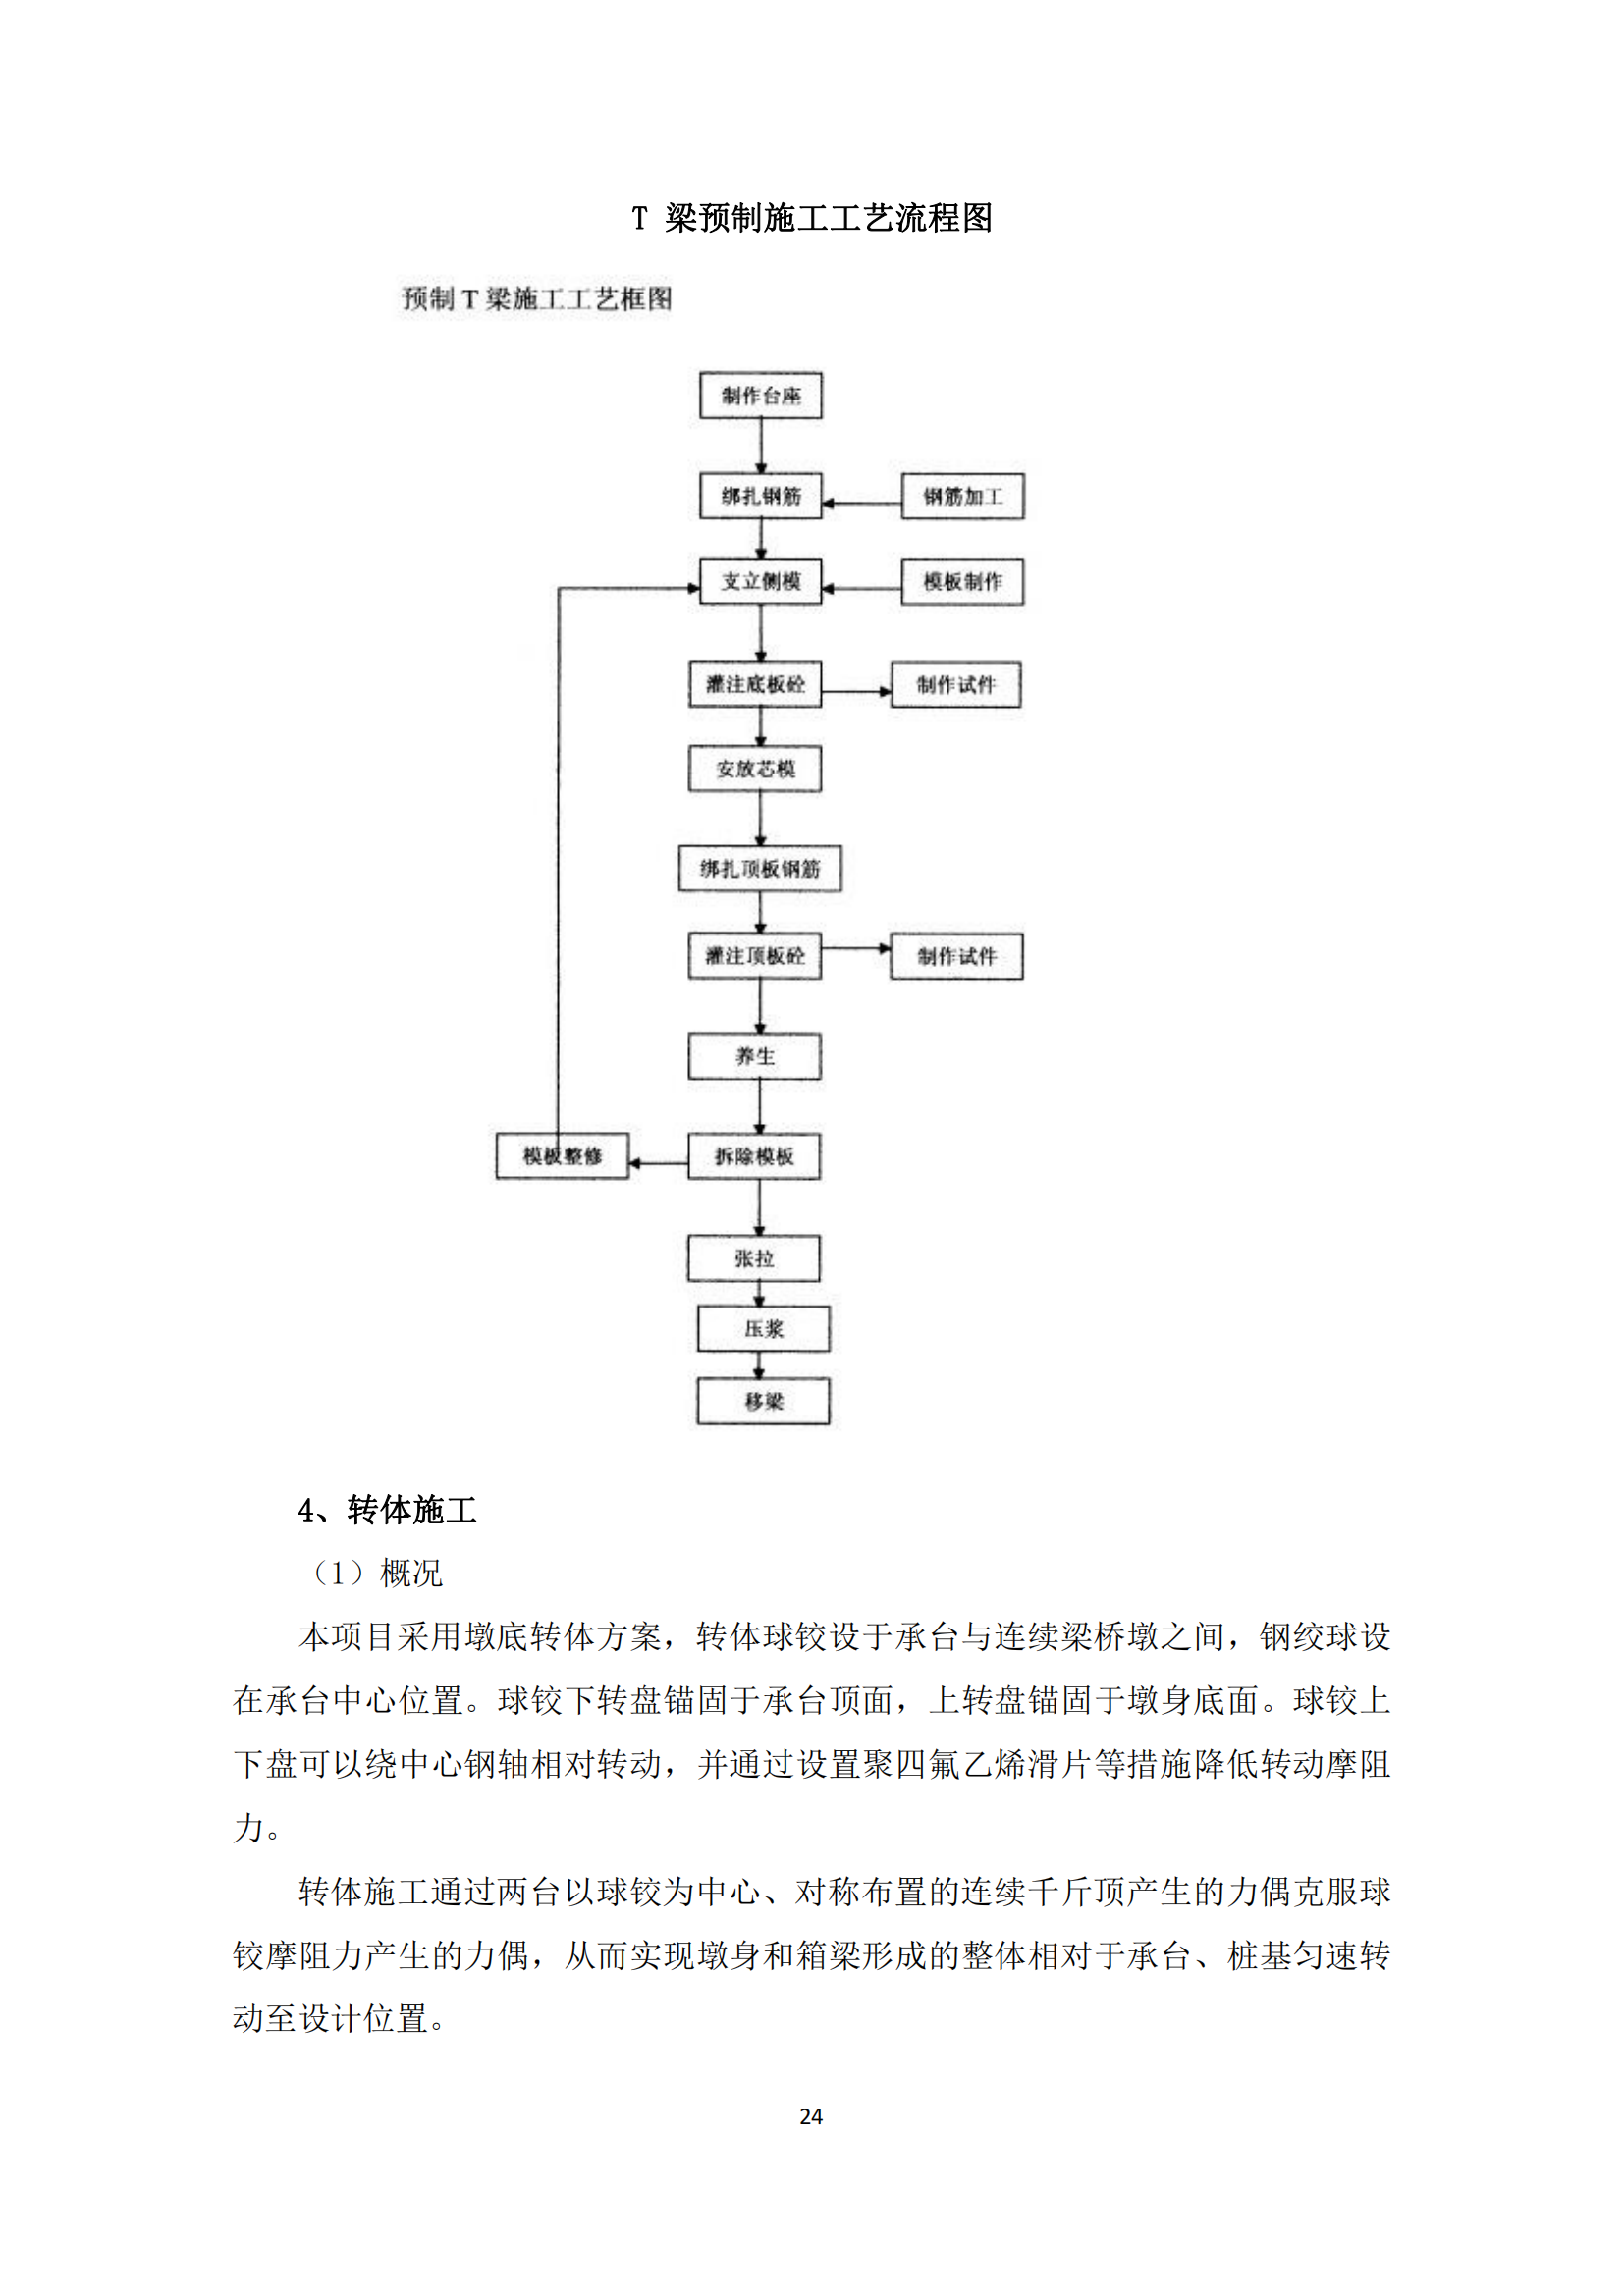 T 梁预制施工工艺流程图
预制 T 梁施工工艺框图
制作台座
绑扎钢筋
钢筋加工
支立侧模
模板制作
灌注底板砼
制作试件
安放芯模
绑扎顶板钢筋
灌注顶板砼
制作试件
养生
模板整修
拆除模板
张拉
压浆
移梁
4、转体施工
（1）概况
本项目采用墩底转体方案，转体球铰设于承台与连续梁桥墩之间，钢绞球设
在承台中心位置。球铰下转盘锚固于承台顶面，上转盘锚固于墩身底面。球铰上
下盘可以绕中心钢轴相对转动，并通过设置聚四氟乙烯滑片等措施降低转动摩阻
力。
转体施工通过两台以球铰为中心、对称布置的连续千斤顶产生的力偶克服球
铰摩阻力产生的力偶，从而实现墩身和箱梁形成的整体相对于承台、桩基匀速转
动至设计位置。
24